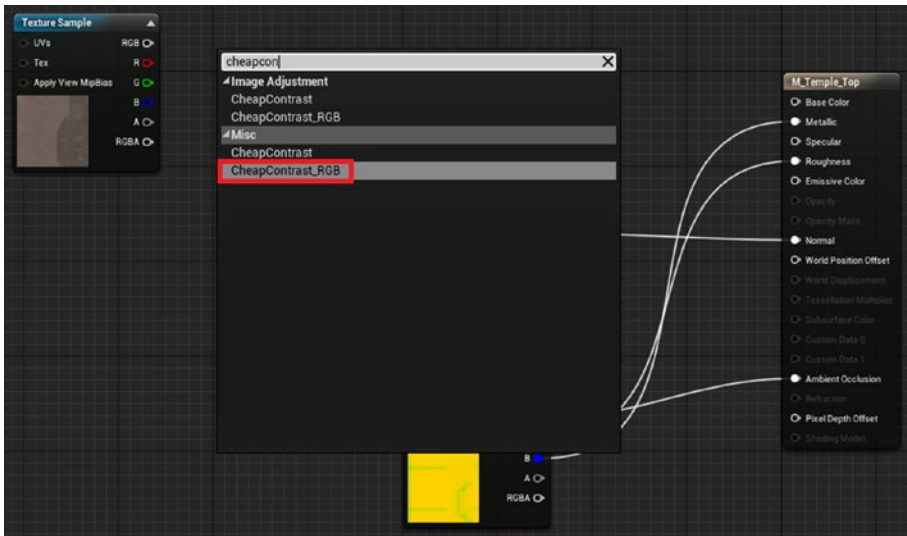 Texture Sample
UVs RGB
Tex R
Apply View MipBias G
B
A
RGBA
cheapcon
Image Adjustment
CheapContrast
CheapContrast_RGB
Misc
CheapContrast
CheapContrast_RGB
M_Temple_Top
Base Color
Metallic
Specular
Roughness
Emissive Color
Opacity
Opacity Mask
Normal
World Position Offset
World Displacement
Tessellation Multiplier
Subsurface Color
Custom Data 0
Custom Data 1
Ambient Occlusion
Refraction
Pixel Depth Offset
Shading Model
B
A
RGBA